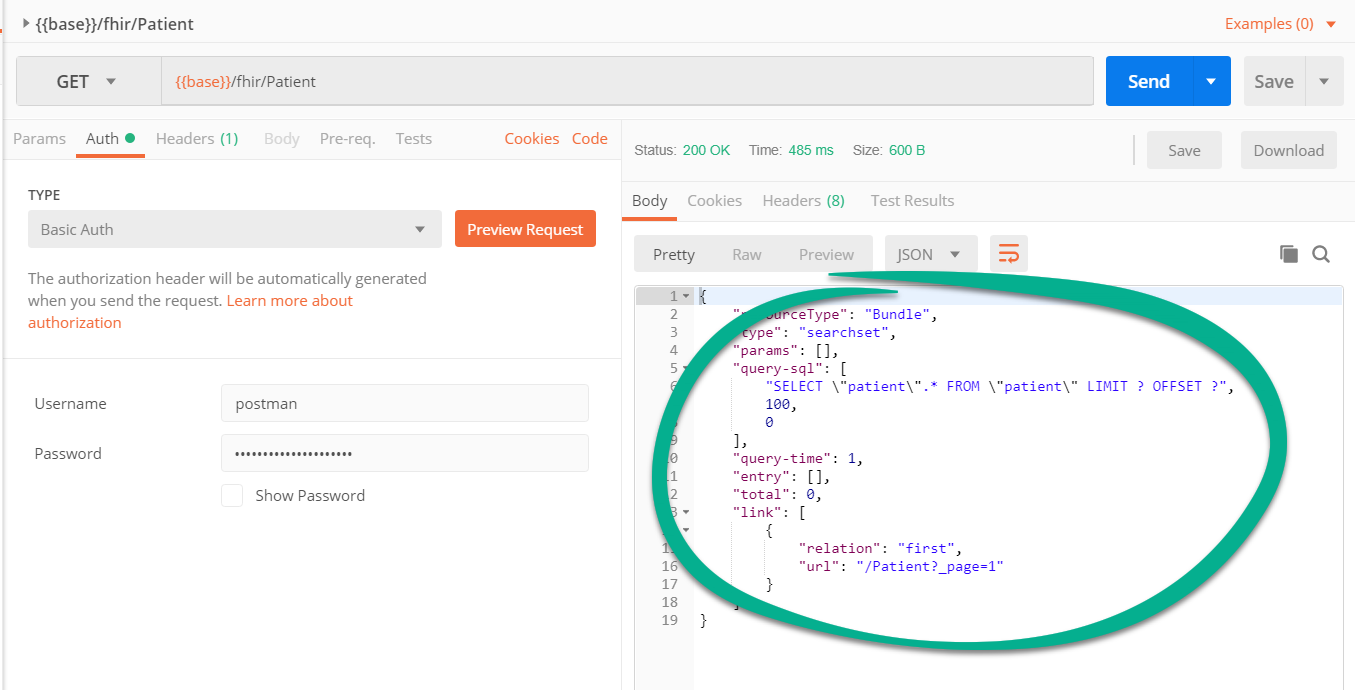 {{base}}/fhir/Patient
Examples (0)
GET
{{base}}/fhir/Patient
Send
Save
Params Auth Headers (1) Body Pre-req. Tests Cookies Code
TYPE
Basic Auth
Preview Request
The authorization header will be automatically generated
when you send the request. Learn more about
authorization
Username
postman
Password
•••••••••••••••••••••
Show Password
Status: 200 OK Time: 485 ms Size: 600 B
Save
Download
Body Cookies Headers (8) Test Results
Pretty Raw Preview JSON
1 {
2 "resourceType": "Bundle",
3 "type": "searchset",
4 "params": [],
5 "query-sql": [
6 "SELECT \"patient\".* FROM \"patient\" LIMIT ? OFFSET ?",
100,
0
9 ],
10 "query-time": 1,
11 "entry": [],
12 "total": 0,
13 "link": [
{
15 "relation": "first",
16 "url": "/Patient?_page=1"
17 }
18 ]
19 }